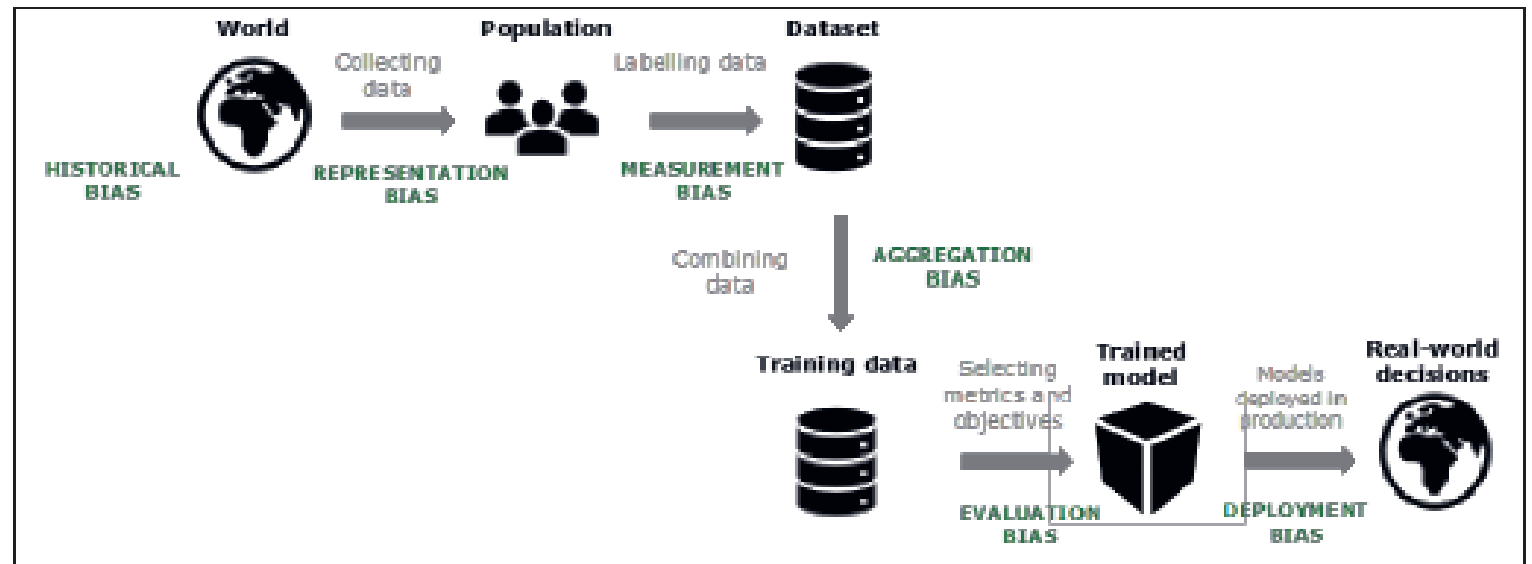 World
Population
Dataset
Collecting
data
Labelling data
HISTORICAL
BIAS
REPRESENTATION
BIAS
MEASUREMENT
BIAS
Combining
data
AGGREGATION
BIAS
Training data
Selecting
metrics and
objectives
Trained
model
Models
deployed in
production
Real-world
decisions
EVALUATION
BIAS
DEPLOYMENT
BIAS